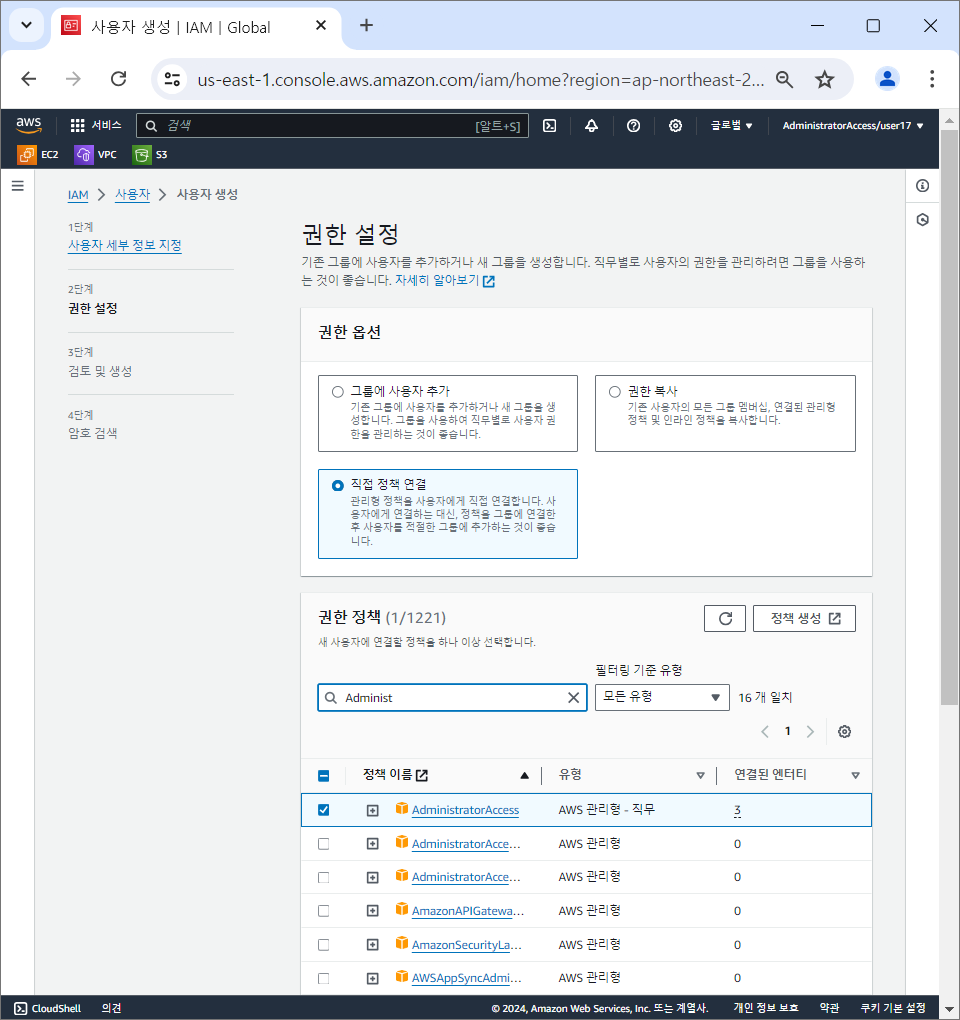 사용자 생성 | IAM | Global
us-east-1.console.aws.amazon.com/iam/home?region=ap-northeast-2...
aws
서비스
검색
[알트+S]
글로벌
AdministratorAccess/user17
EC2
VPC
S3
IAM
사용자
사용자 생성
1단계
사용자 세부 정보 지정
2단계
권한 설정
3단계
검토 및 생성
4단계
암호 검색
권한 설정
기존 그룹에 사용자를 추가하거나 새 그룹을 생성합니다. 직무별로 사용자의 권한을 관리하려면 그룹을 사용하
는 것이 좋습니다. 자세히 알아보기
권한 옵션
그룹에 사용자 추가
기존 그룹에 사용자를 추가하거나 새 그룹을 생
성합니다. 그룹을 사용하여 직무별로 사용자 권
한을 관리하는 것이 좋습니다.
권한 복사
기존 사용자의 모든 그룹 멤버십, 연결된 관리형
정책 및 인라인 정책을 복사합니다.
직접 정책 연결
관리형 정책을 사용자에게 직접 연결합니다. 사
용자에게 연결하는 대신, 정책을 그룹에 연결한
후 사용자를 적절한 그룹에 추가하는 것이 좋습
니다.
권한 정책 (1/1221)
새 사용자에 연결할 정책을 하나 이상 선택합니다.
정책 생성
필터링 기준 유형
Administ
모든 유형
16 개 일치
1
정책 이름
유형
연결된 엔터티
AdministratorAccess
AWS 관리형 - 직무
3
AdministratorAcce...
AWS 관리형
0
AdministratorAcce...
AWS 관리형
0
AmazonAPIGatewa...
AWS 관리형
0
AmazonSecurityLa...
AWS 관리형
0
AWSAppSyncAdmi...
AWS 관리형
0
CloudShell
의견
© 2024, Amazon Web Services, Inc. 또는 계열사.
개인 정보 보호
약관
쿠키 기본 설정